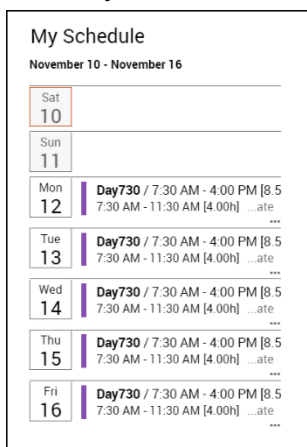 My Schedule
November 10 - November 16
Sat
10
Sun
11
Mon
12
Day730 / 7:30 AM - 4:00 PM [8.5
7:30 AM - 11:30 AM [4.00h] ...ate
...
Tue
13
Day730 / 7:30 AM - 4:00 PM [8.5
7:30 AM - 11:30 AM [4.00h] ...ate
...
Wed
14
Day730 / 7:30 AM - 4:00 PM [8.5
7:30 AM - 11:30 AM [4.00h] ...ate
...
Thu
15
Day730 / 7:30 AM - 4:00 PM [8.5
7:30 AM - 11:30 AM [4.00h] ...ate
...
Fri
16
Day730 / 7:30 AM - 4:00 PM [8.5
7:30 AM - 11:30 AM [4.00h] ...ate
...